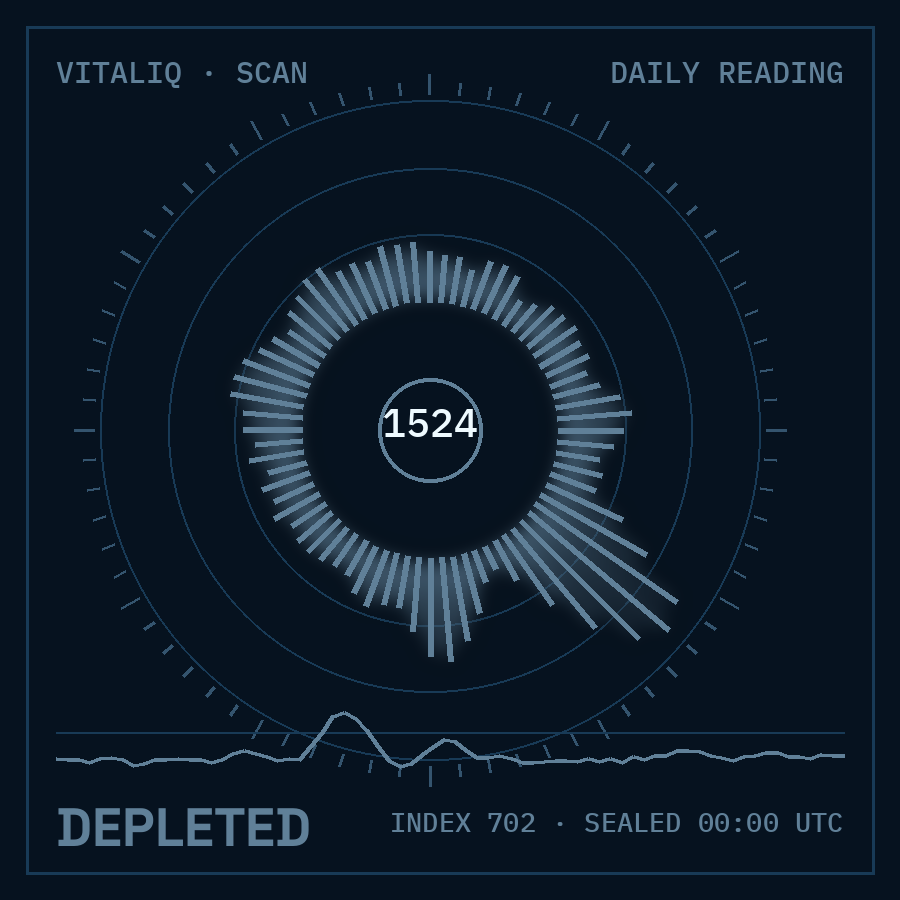 VITALIQ · SCAN
DAILY READING
1524
DEPLETED
INDEX 702 · SEALED 00:00 UTC